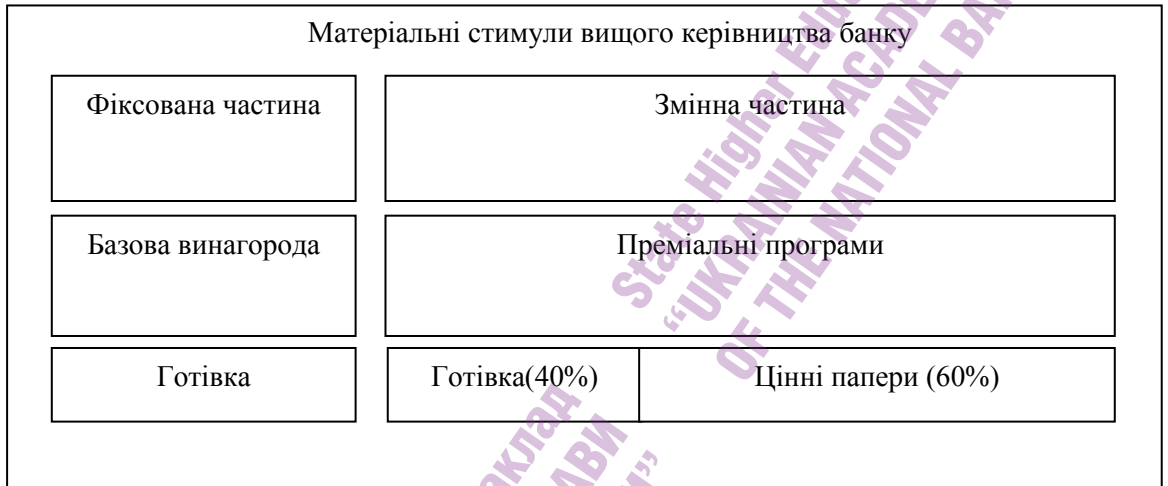 Матеріальні стимули вищого керівництва банку
Фіксована частина
Змінна частина
Базова винагорода
Преміальні програми
Готівка
Готівка(40%)
Цінні папери (60%)
State Higher
“UKRAINIAN
OF THE NATIONAL